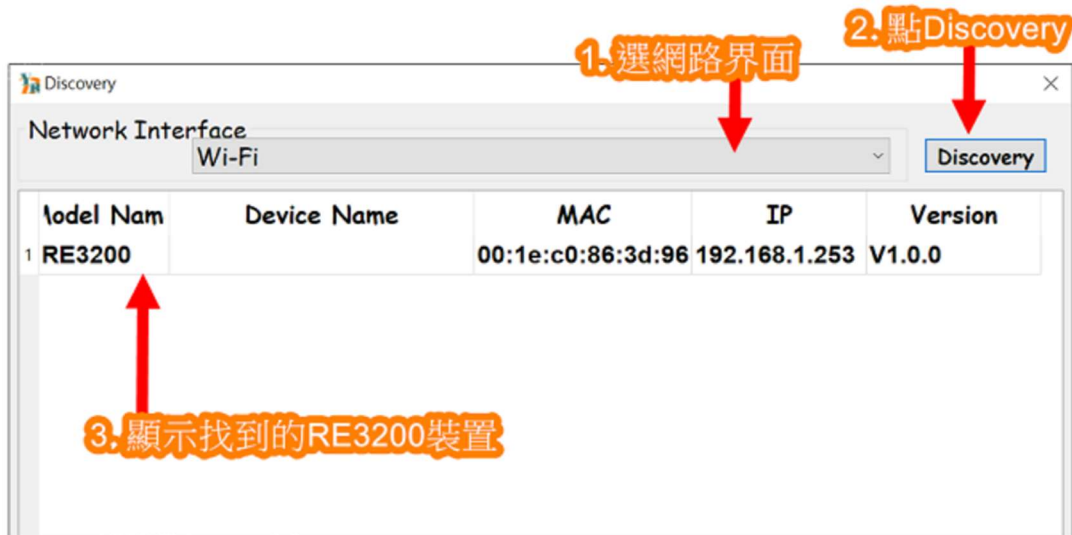 2. 點Discovery
1. 選網路界面
Discovery
Network Interface
Wi-Fi
Discovery
Model Nam Device Name MAC IP Version
1 RE3200 00:1e:c0:86:3d:96 192.168.1.253 V1.0.0
3. 顯示找到的RE3200裝置